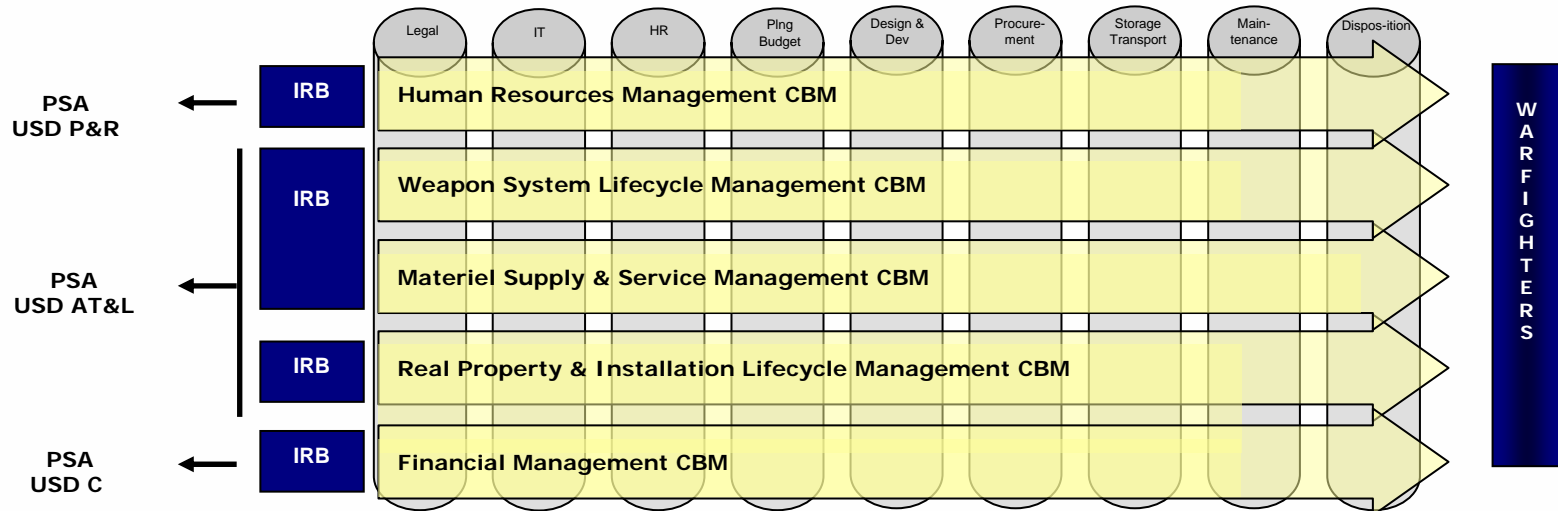 Legal
IT
HR
Plng
Budget
Design &
Dev
Procure-
ment
Storage
Transport
Main-
tenance
Dispos-ition
PSA
USD P&R
IRB
Human Resources Management CBM
IRB
Weapon System Lifecycle Management CBM
PSA
USD AT&L
Materiel Supply & Service Management CBM
IRB
Real Property & Installation Lifecycle Management CBM
PSA
USD C
IRB
Financial Management CBM
W
A
R
F
I
G
H
T
E
R
S